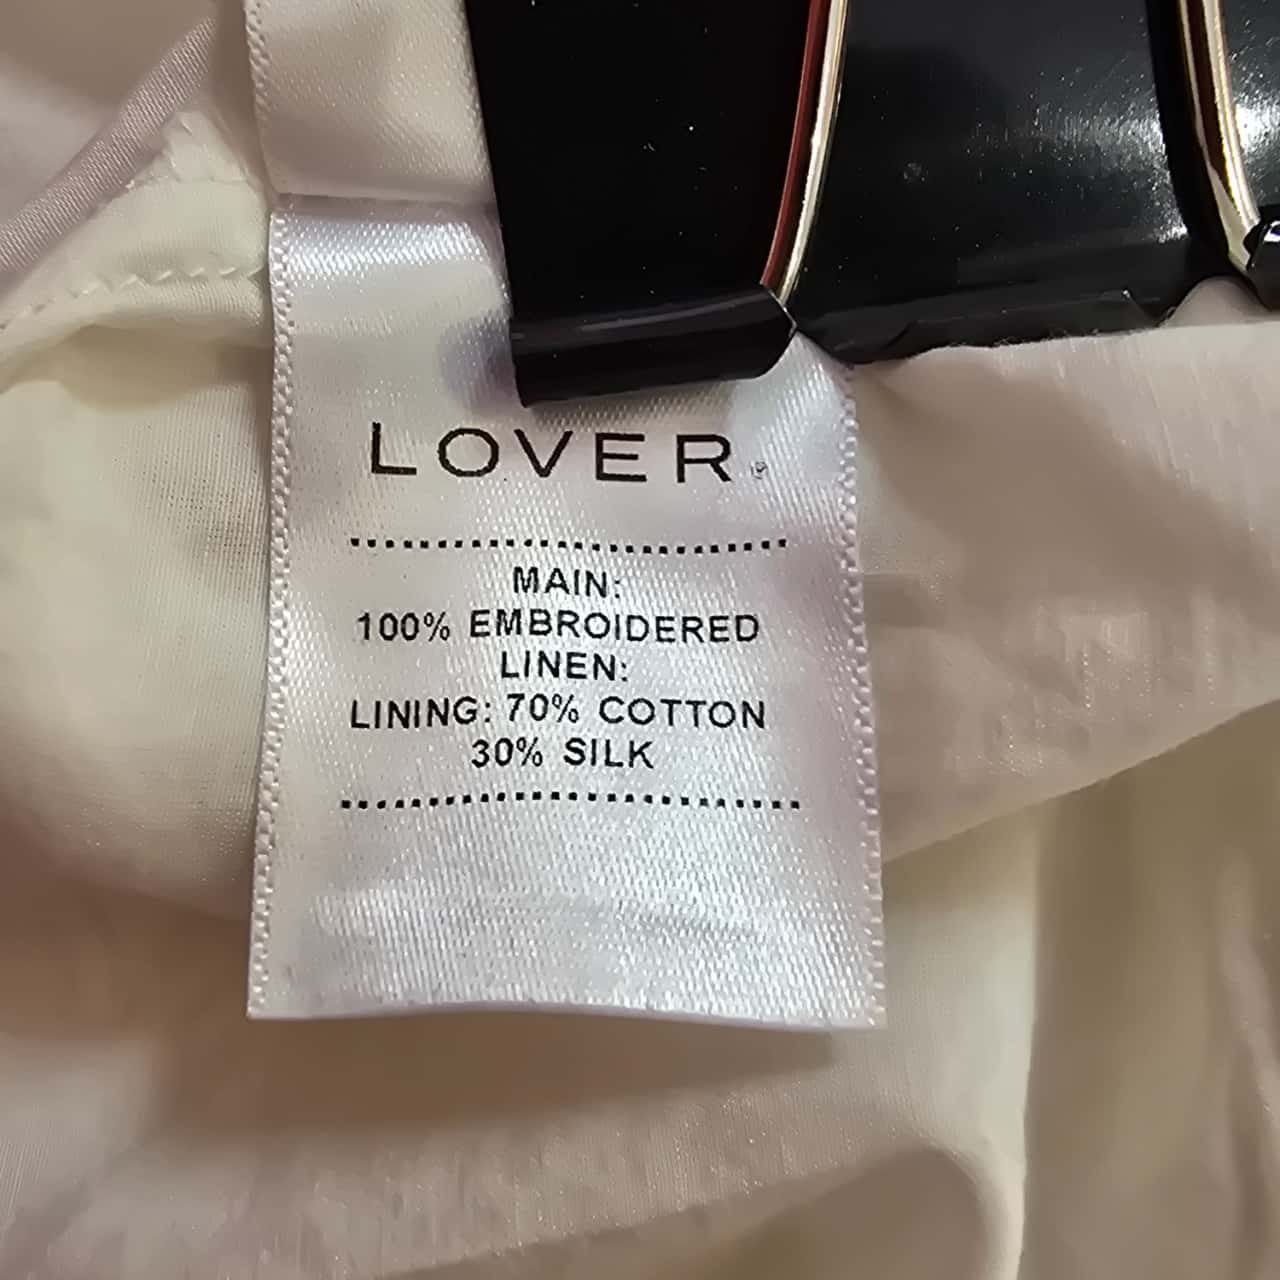 LOVER®
MAIN:
100% EMBROIDERED
LINEN:
LINING: 70% COTTON
30% SILK